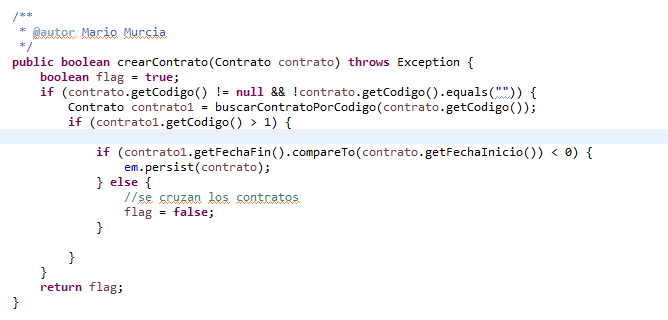 /**
 * @autor Mario Murcia
 */
public boolean crearContrato(Contrato contrato) throws Exception {
    boolean flag = true;
    if (contrato.getCodigo() != null && !contrato.getCodigo().equals("")) {
        Contrato contrato1 = buscarContratoPorCodigo(contrato.getCodigo());
        if (contrato1.getCodigo() > 1) {
            if (contrato1.getFechaFin().compareTo(contrato.getFechaInicio()) < 0) {
                em.persist(contrato);
            } else {
                //se cruzan los contratos
                flag = false;
            }
        }
    }
    return flag;
}